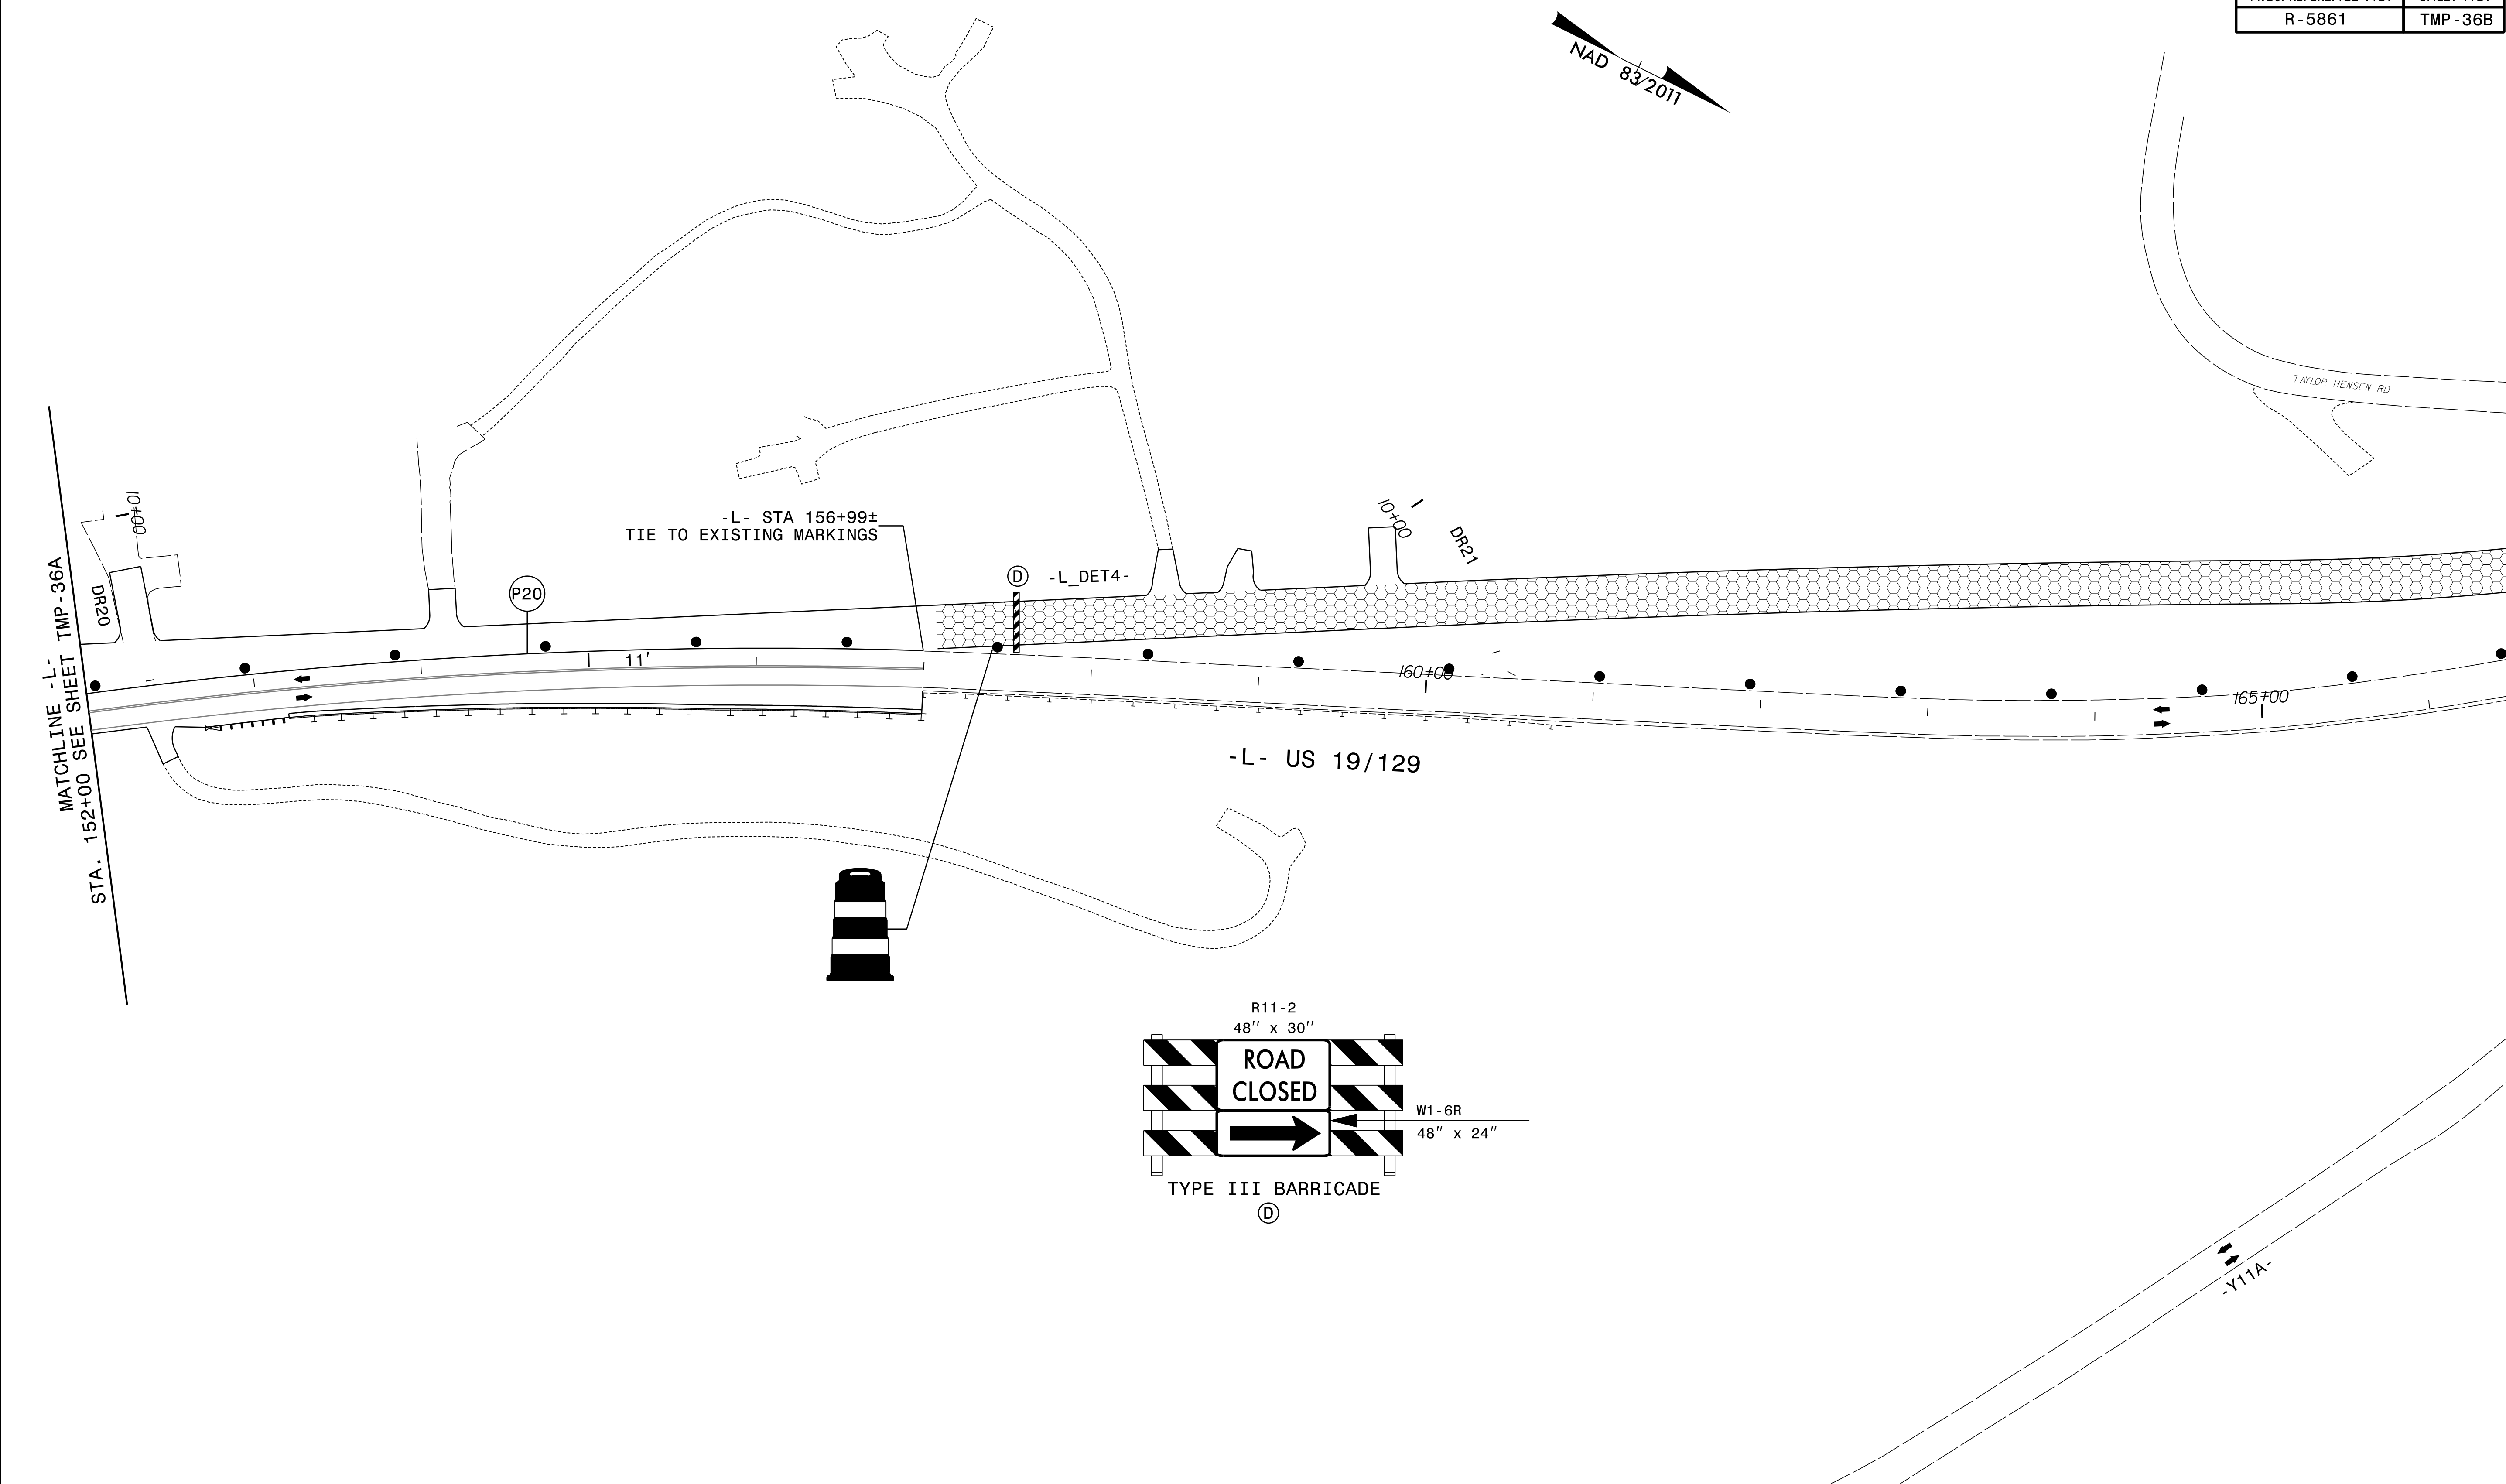 R-5861 TMP-36B
NAD 83/2011
TAYLOR HENSEN RD
-L- STA 156+99±
TIE TO EXISTING MARKINGS
10+00
DR20
10+00
DR21
MATCHLINE -L-
STA. 152+00 SEE SHEET TMP-36A
P20
D
-L_DET4-
11'
160+00
165+00
-L- US 19/129
R11-2
48" x 30"
ROAD
CLOSED
W1-6R
48" x 24"
TYPE III BARRICADE
D
-Y11A-